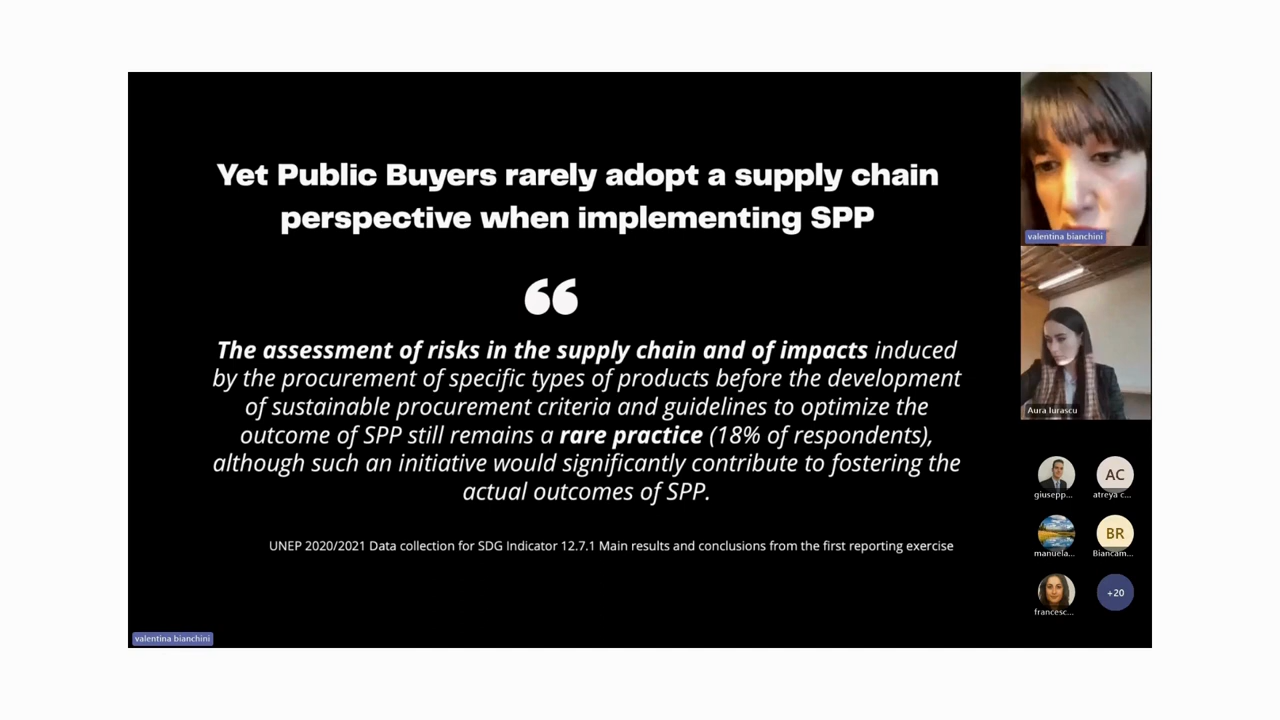 Yet Public Buyers rarely adopt a supply chain
perspective when implementing SPP
“
The assessment of risks in the supply chain and of impacts induced
by the procurement of specific types of products before the development
of sustainable procurement criteria and guidelines to optimize the
outcome of SPP still remains a rare practice (18% of respondents),
although such an initiative would significantly contribute to fostering the
actual outcomes of SPP.
UNEP 2020/2021 Data collection for SDG Indicator 12.7.1 Main results and conclusions from the first reporting exercise
valentina bianchini
valentina bianchini
Aura Iurascu
AC
giusepp...
atreya c...
BR
manuela...
Biancam...
+20
francesc...